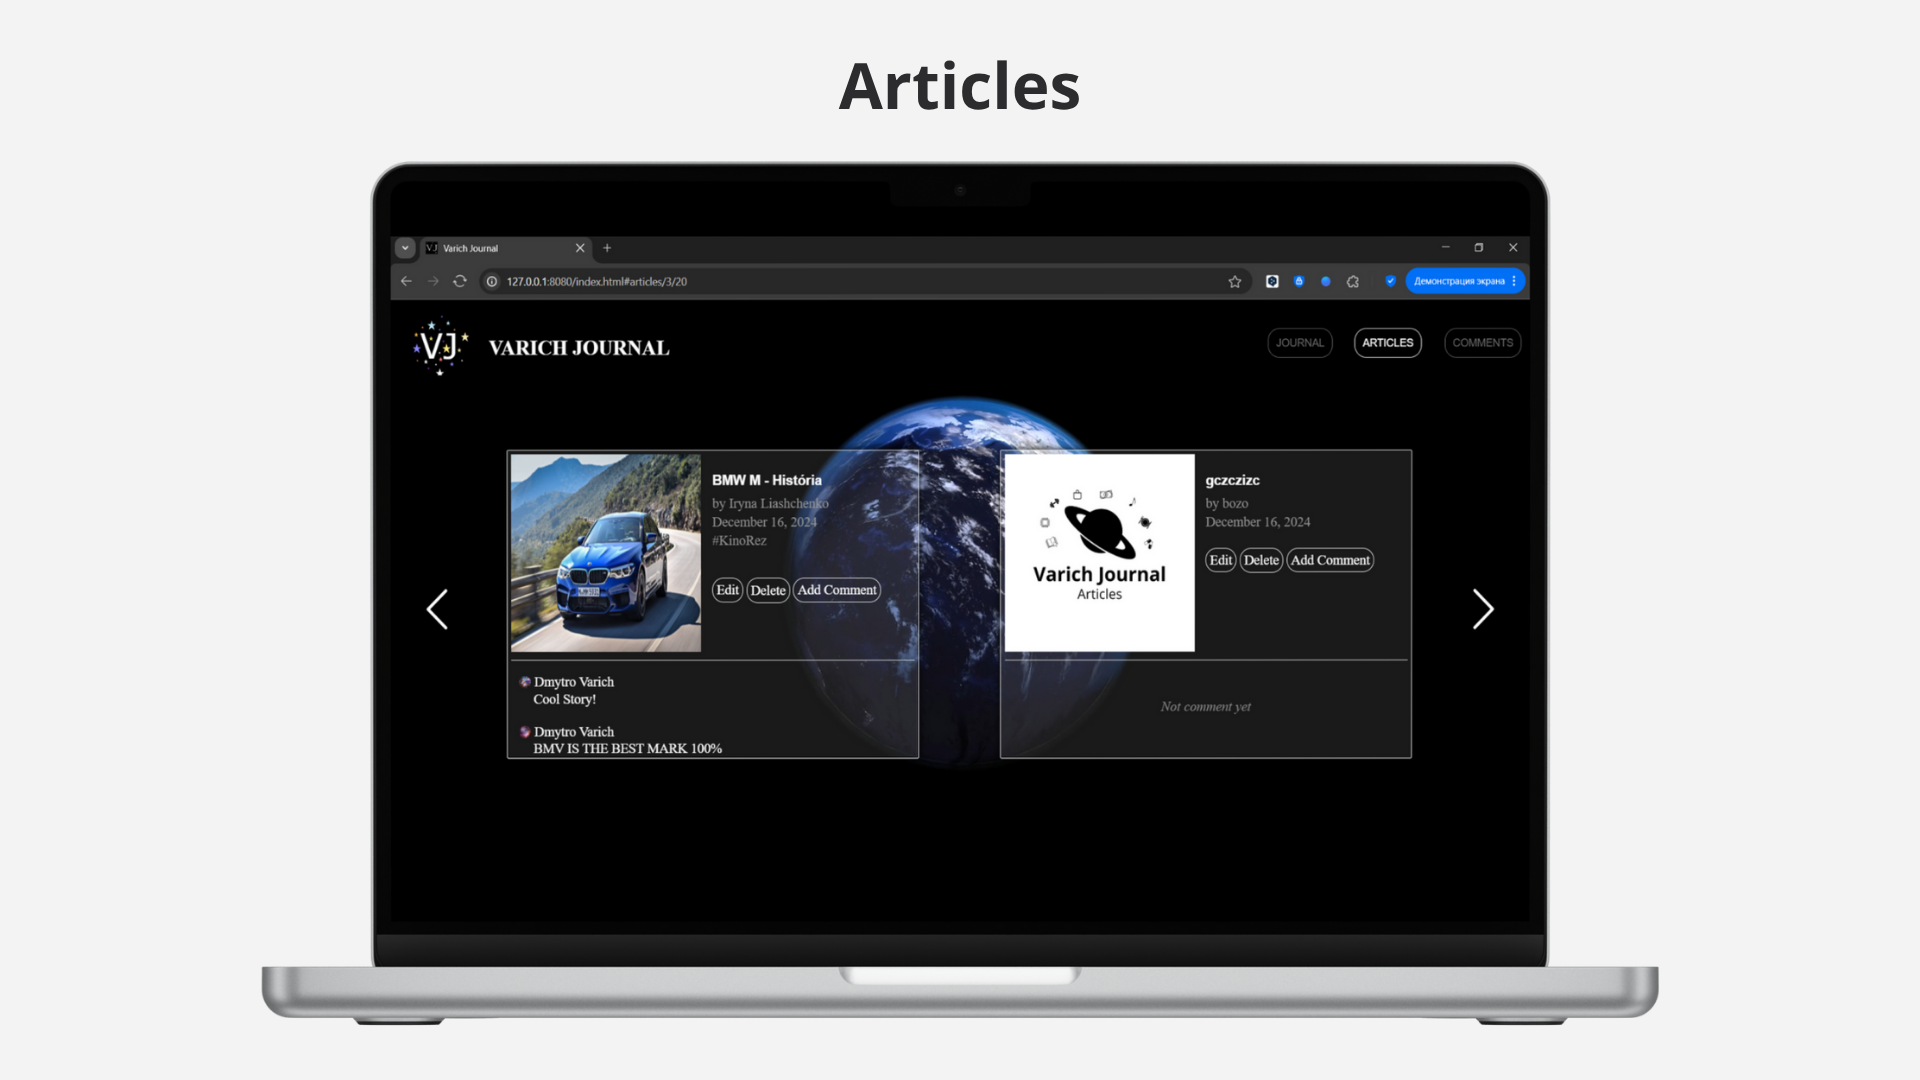 Articles
Varich Journal
127.0.0.1:8080/index.html#articles/3/20
Демонстрация экрана
VJ
VARICH JOURNAL
JOURNAL
ARTICLES
COMMENTS
BMW M - História
by Iryna Liashchenko
December 16, 2024
#KinoRez
Edit Delete Add Comment
Dmytro Varich
Cool Story!
Dmytro Varich
BMV IS THE BEST MARK 100%
Varich Journal
Articles
gczczizc
by bozo
December 16, 2024
Edit Delete Add Comment
Not comment yet